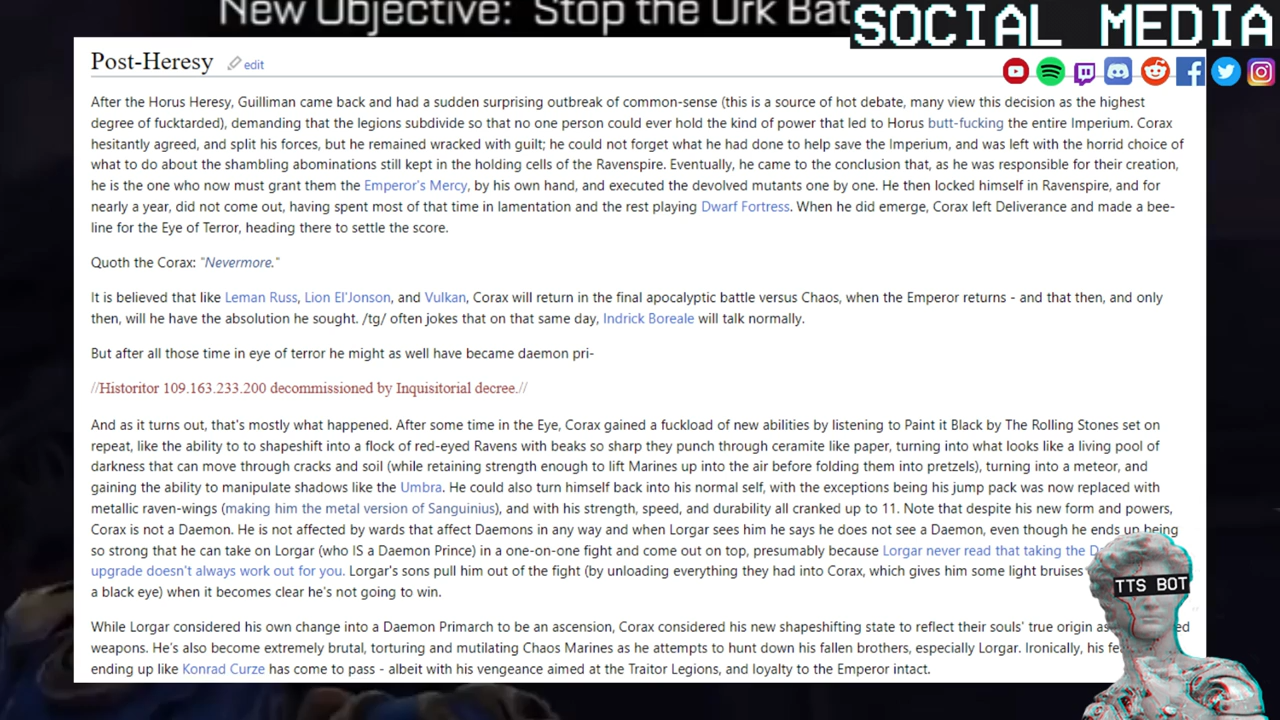 New Objective: Stop the Ork Bat
SOCIAL MEDIA
Post-Heresy edit
After the Horus Heresy, Guilliman came back and had a sudden surprising outbreak of common-sense (this is a source of hot debate, many view this decision as the highest
degree of fucktarded), demanding that the legions subdivide so that no one person could ever hold the kind of power that led to Horus butt-fucking the entire Imperium. Corax
hesitantly agreed, and split his forces, but he remained wracked with guilt; he could not forget what he had done to help save the Imperium, and was left with the horrid choice of
what to do about the shambling abominations still kept in the holding cells of the Ravenspire. Eventually, he came to the conclusion that, as he was responsible for their creation,
he is the one who now must grant them the Emperor's Mercy, by his own hand, and executed the devolved mutants one by one. He then locked himself in Ravenspire, and for
nearly a year, did not come out, having spent most of that time in lamentation and the rest playing Dwarf Fortress. When he did emerge, Corax left Deliverance and made a bee-
line for the Eye of Terror, heading there to settle the score.
Quoth the Corax: "Nevermore."
It is believed that like Leman Russ, Lion El'Jonson, and Vulkan, Corax will return in the final apocalyptic battle versus Chaos, when the Emperor returns - and that then, and only
then, will he have the absolution he sought. /tg/ often jokes that on that same day, Indrick Boreale will talk normally.
But after all those time in eye of terror he might as well have became daemon pri-
//Historitor 109.163.233.200 decommissioned by Inquisitorial decree.//
And as it turns out, that's mostly what happened. After some time in the Eye, Corax gained a fuckload of new abilities by listening to Paint it Black by The Rolling Stones set on
repeat, like the ability to to shapeshift into a flock of red-eyed Ravens with beaks so sharp they punch through ceramite like paper, turning into what looks like a living pool of
darkness that can move through cracks and soil (while retaining strength enough to lift Marines up into the air before folding them into pretzels), turning into a meteor, and
gaining the ability to manipulate shadows like the Umbra. He could also turn himself back into his normal self, with the exceptions being his jump pack was now replaced with
metallic raven-wings (making him the metal version of Sanguinius), and with his strength, speed, and durability all cranked up to 11. Note that despite his new form and powers,
Corax is not a Daemon. He is not affected by wards that affect Daemons in any way and when Lorgar sees him he says he does not see a Daemon, even though he ends up being
so strong that he can take on Lorgar (who IS a Daemon Prince) in a one-on-one fight and come out on top, presumably because Lorgar never read that taking the
upgrade doesn't always work out for you. Lorgar's sons pull him out of the fight (by unloading everything they had into Corax, which gives him some light bruises
a black eye) when it becomes clear he's not going to win.
TTS BOT
While Lorgar considered his own change into a Daemon Primarch to be an ascension, Corax considered his new shapeshifting state to reflect their souls' true origin
weapons. He's also become extremely brutal, torturing and mutilating Chaos Marines as he attempts to hunt down his fallen brothers, especially Lorgar. Ironically, his
ending up like Konrad Curze has come to pass - albeit with his vengeance aimed at the Traitor Legions, and loyalty to the Emperor intact.